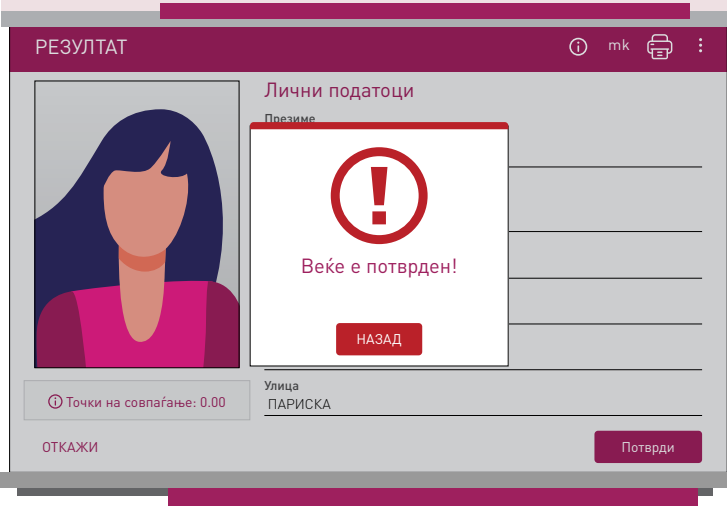 РЕЗУЛТАТ
mk
Лични податоци
Презиме
Веќе е потврден!
НАЗАД
Улица
ПАРИСКА
Точки на совпаѓање: 0.00
ОТКАЖИ
Потврди